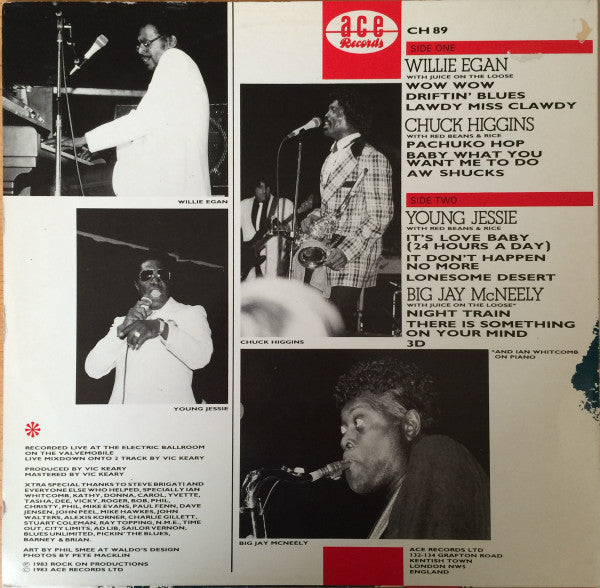 ace
Records
CH 89
SIDE ONE
WILLIE EGAN
WITH JUICE ON THE LOOSE
WOW WOW
DRIFTIN' BLUES
LAWDY MISS CLAWDY
CHUCK HIGGINS
WITH RED BEANS & RICE
PACHUKO HOP
BABY WHAT YOU
WANT ME TO DO
AW SHUCKS
SIDE TWO
YOUNG JESSIE
WITH RED BEANS & RICE
IT'S LOVE BABY
(24 HOURS A DAY)
IT DON'T HAPPEN
NO MORE
LONESOME DESERT
BIG JAY McNEELY
WITH JUICE ON THE LOOSE*
NIGHT TRAIN
THERE IS SOMETHING
ON YOUR MIND
3D
*AND IAN WHITCOMB
ON PIANO
WILLIE EGAN
CHUCK HIGGINS
YOUNG JESSIE
BIG JAY MCNEELY
RECORDED LIVE AT THE ELECTRIC BALLROOM
ON THE VALVEMOBILE
LIVE MIXDOWN ONTO 2 TRACK BY VIC KEARY
PRODUCED BY VIC KEARY
MASTERED BY VIC KEARY
XTRA SPECIAL THANKS TO STEVE BRIGATI AND
EVERYONE ELSE WHO HELPED, SPECIALLY IAN
WHITCOMB, KATHY, DONNA, CAROL, YVETTE,
TASHA, DEE, VICKY, ROGER, BOB, PHIL,
CHRISTY, PHIL, MIKE EVANS, PAUL FENN, DAVE
JENSEN, JOHN PEEL, MIKE HAWKES, JOHN
WALTERS, ALEXIS KORNER, CHARLIE GILLETT,
STUART COLEMAN, RAY TOPPING, N.M.E., TIME
OUT, CITY LIMITS, AD LIB, SAILOR VERNON,
BLUES UNLIMITED, PICKIN' THE BLUES,
BARNEY & BRIAN.
ART BY PHIL SMEE AT WALDO'S DESIGN
PHOTOS BY PETE MACKLIN
℗ 1983 ROCK ON PRODUCTIONS
© 1983 ACE RECORDS LTD
ACE RECORDS LTD
132-134 GRAFTON ROAD
KENTISH TOWN
LONDON NW5
ENGLAND